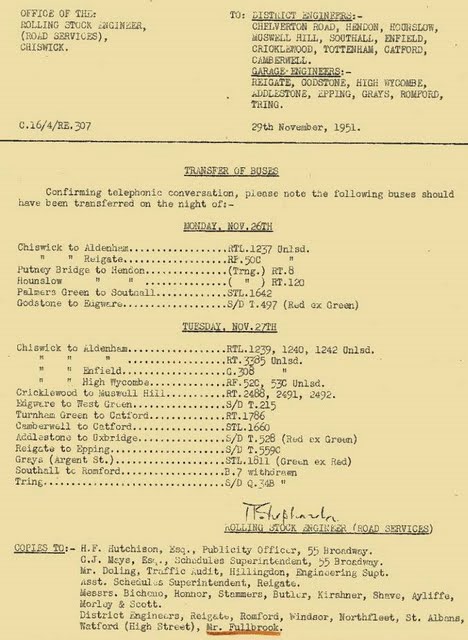 OFFICE OF THE:
ROLLING STOCK ENGINEER,
(ROAD SERVICES),
CHISWICK.
TO: DISTRICT ENGINEERS:-
CHELVERTON ROAD, HENDON, HOUNSLOW,
MUSWELL HILL, SOUTHALL, ENFIELD,
CRICKLEWOOD, TOTTENHAM, CATFORD,
CAMBERWELL.
GARAGE ENGINEERS:-
REIGATE, GODSTONE, HIGH WYCOMBE,
ADDLESTONE, EPPING, GRAYS, ROMFORD,
TRING.
C.16/4/RE.307
29th November, 1951.
TRANSFER OF BUSES
Confirming telephonic conversation, please note the following buses should
have been transferred on the night of:-
MONDAY, NOV.26TH
Chiswick to Aldenham...............RTL.1237 Unlsd.
" " Reigate................RF.50C "
Putney Bridge to Hendon............(Trng.) RT.8
Hounslow " " ............( " ) RT.120
Palmers Green to Southall..........STL.1642
Godstone to Edgware................S/D T.497 (Red ex Green)
TUESDAY, NOV.27TH
Chiswick to Aldenham...............RTL.1239, 1240, 1242 Unlsd.
" " " ...............RT.3385 Unlsd.
" " Enfield................G.308 "
" " High Wycombe...........RF.52C, 53C Unlsd.
Cricklewood to Muswell Hill........RT.2488, 2491, 2492.
Edgware to West Green..............S/D T.215
Turnham Green to Catford...........RT.1786
Camberwell to Catford..............STL.1660
Addlestone to Uxbridge.............S/D T.528 (Red ex Green)
Reigate to Epping..................S/D T.559C
Grays (Argent St.).................STL.1811 (Green ex Red)
Southall to Romford................B.7 withdrawn
Tring..............................S/D Q.34B "
ROLLING STOCK ENGINEER (ROAD SERVICES)
COPIES TO:- H.F. Hutchison, Esq., Publicity Officer, 55 Broadway.
G.J. Mays, Esq., Schedules Superintendent, 55 Broadway.
Mr. Doling, Traffic Audit, Hillingdon, Engineering Supt.
Asst. Schedules Superintendent, Reigate.
Messrs. Bichano, Honnor, Stammers, Butler, Kirshner, Shave, Ayliffe,
Morley & Scott.
District Engineers, Reigate, Romford, Windsor, Northfleet, St. Albans,
Watford (High Street), Mr. Fullbrook.